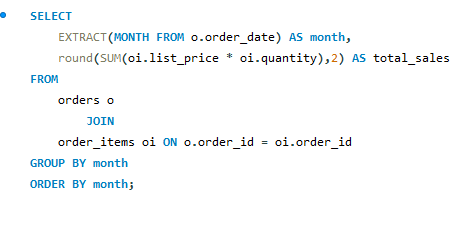 SELECT
EXTRACT(MONTH FROM o.order_date) AS month,
round(SUM(oi.list_price * oi.quantity),2) AS total_sales
FROM
orders o
JOIN
order_items oi ON o.order_id = oi.order_id
GROUP BY month
ORDER BY month;